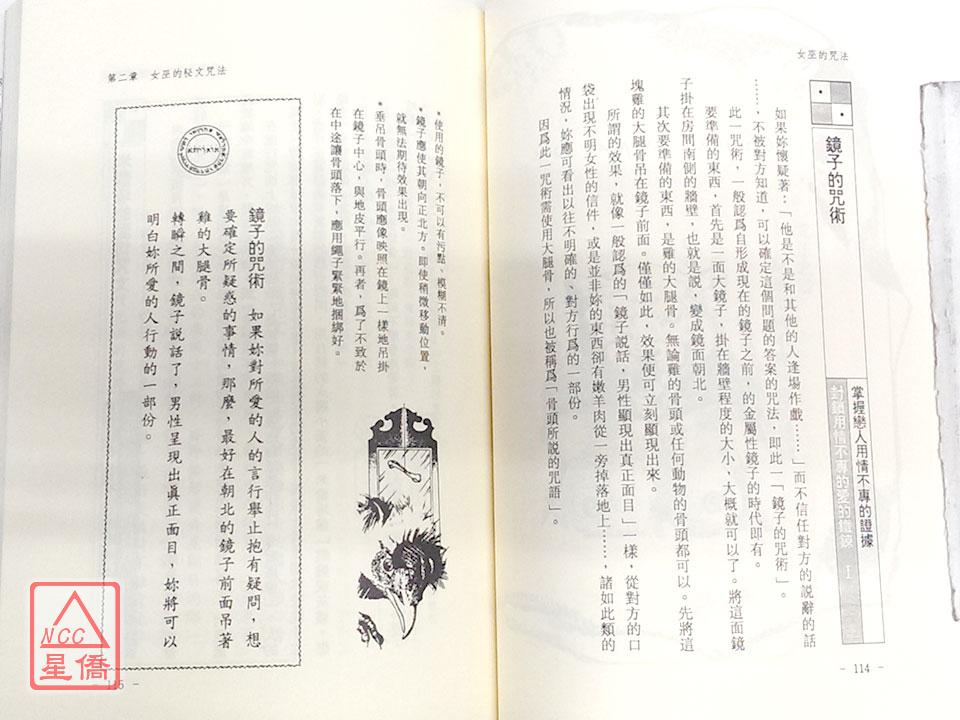 女巫的咒法
鏡子的咒術
掌握戀人用情不專的證據
封鎖用情不專的愛的鐵鍊 I
如果妳懷疑著：「他是不是和其他的人逢場作戲……」而不信任對方的說辭的話
……，不被對方知道，可以確定這個問題的答案的咒法，即此一「鏡子的咒術」。
此一咒術，一般認爲自形成現在的鏡子之前，的金屬性鏡子的時代即有。
要準備的東西，首先是一面大鏡子，掛在牆壁程度的大小，大概就可以了。將這面鏡
子掛在房間南側的牆壁，也就是說，變成鏡面朝北。
其次要準備的東西，是雞的大腿骨。無論雞的骨頭或任何動物的骨頭都可以。先將這
塊雞的大腿骨吊在鏡子前面。僅僅如此，效果便可立刻顯現出來。
所謂的效果，就像一般認爲的「鏡子說話，男性顯現出真正面目」一樣，從對方的口
袋出現不明女性的信件，或是並非妳的東西卻有嫩羊肉從一旁掉落地上……，諸如此類的
情況，妳應可看出以往不明確的、對方行爲的一部份。
因爲此一咒術需使用大腿骨，所以也被稱爲「骨頭所說的咒語」。
- 114 -
第二章 女巫的秘文咒法
•使用的鏡子，不可以有污點、模糊不清。
•鏡子應使其朝向正北方。即使稍微移動位置，
就無法期待效果出現。
•垂吊骨頭時，骨頭應像映照在鏡上一樣地吊掛
在鏡子中心，與地皮平行。再者，爲了不致於
在中途讓骨頭落下，應用繩子緊緊地捆綁好。
鏡子的咒術 如果妳對所愛的人的言行舉止抱有疑問，想
要確定所疑惑的事情，那麼，最好在朝北的鏡子前面吊著
雞的大腿骨。
轉瞬之間，鏡子說話了，男性呈現出真正面目，妳將可以
明白妳所愛的人行動的一部份。
- 115 -
NCC
星僑